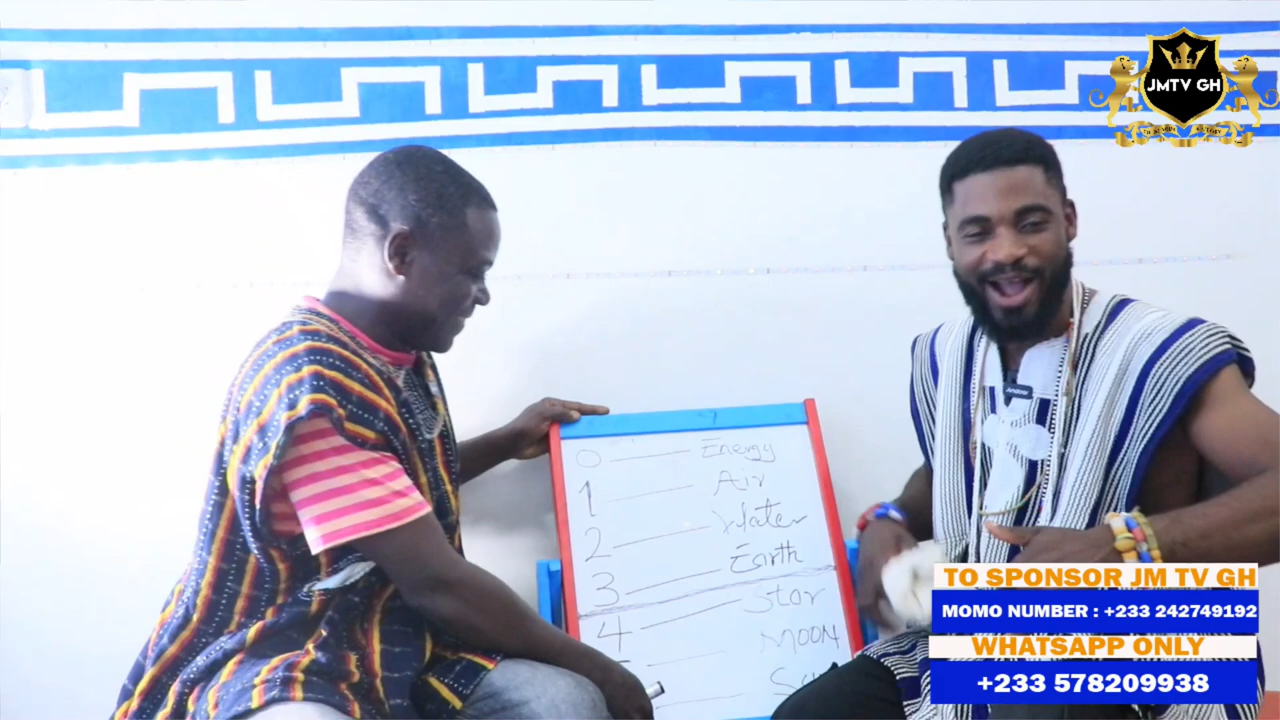 JMTV GH
0 Energy
1 Air
2 Water
3 Earth
4 Star
Moon
TO SPONSOR JM TV GH
MOMO NUMBER : +233 242749192
WHATSAPP ONLY
+233 578209938